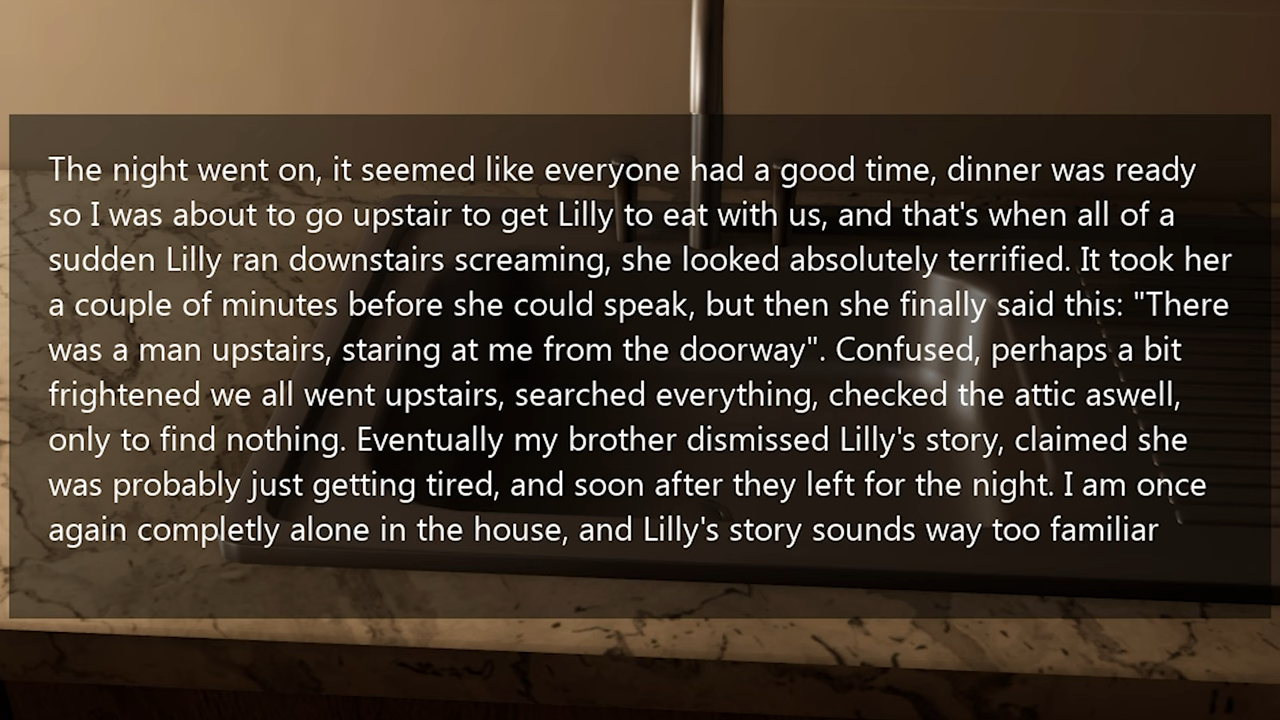 The night went on, it seemed like everyone had a good time, dinner was ready
so I was about to go upstair to get Lilly to eat with us, and that's when all of a
sudden Lilly ran downstairs screaming, she looked absolutely terrified. It took her
a couple of minutes before she could speak, but then she finally said this: "There
was a man upstairs, staring at me from the doorway". Confused, perhaps a bit
frightened we all went upstairs, searched everything, checked the attic aswell,
only to find nothing. Eventually my brother dismissed Lilly's story, claimed she
was probably just getting tired, and soon after they left for the night. I am once
again completly alone in the house, and Lilly's story sounds way too familiar